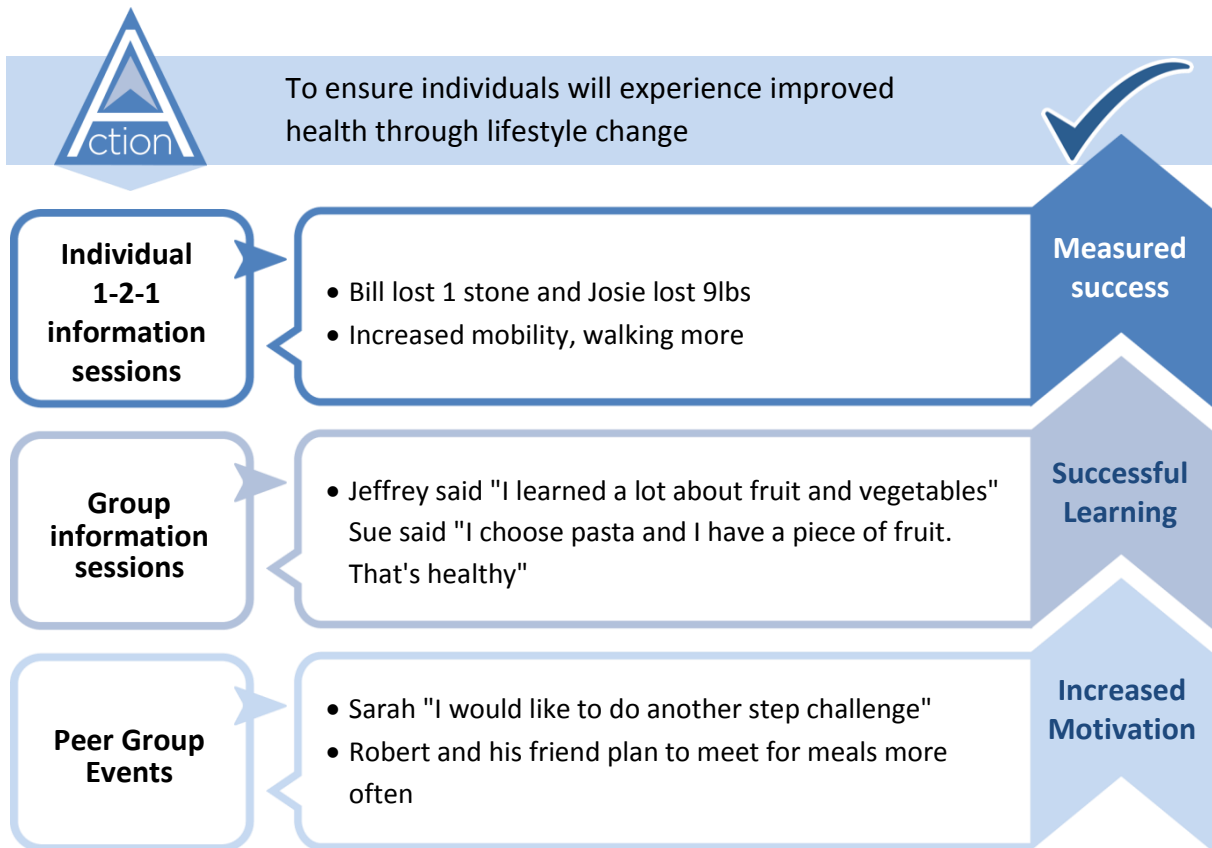 Action
To ensure individuals will experience improved
health through lifestyle change
Individual
1-2-1
information
sessions
• Bill lost 1 stone and Josie lost 9lbs
• Increased mobility, walking more
Measured
success
Group
information
sessions
• Jeffrey said "I learned a lot about fruit and vegetables"
Sue said "I choose pasta and I have a piece of fruit.
That's healthy"
Successful
Learning
Peer Group
Events
• Sarah "I would like to do another step challenge"
• Robert and his friend plan to meet for meals more
often
Increased
Motivation